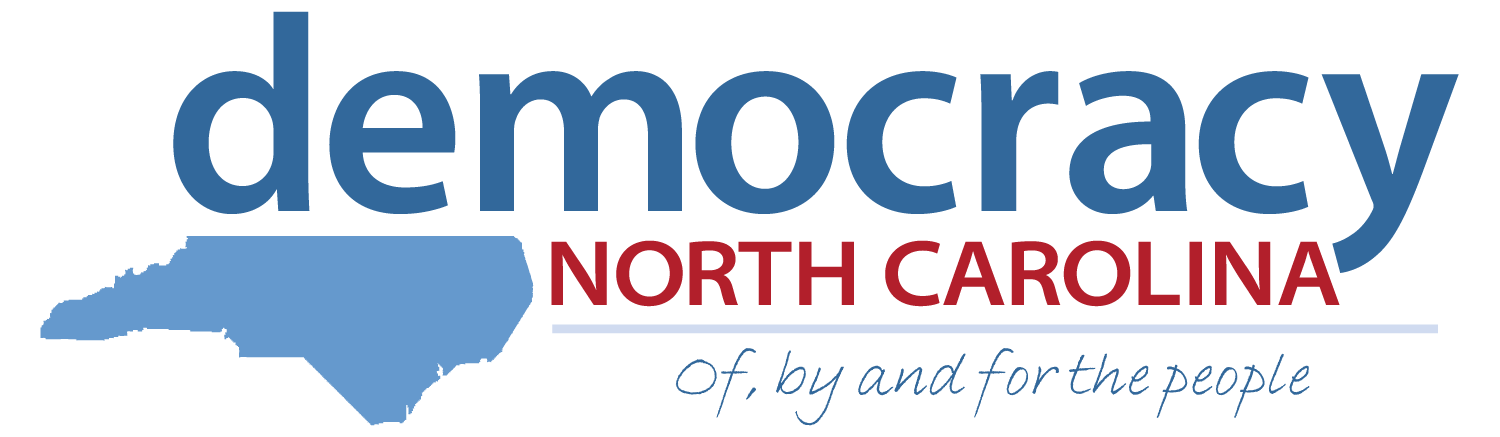 democracy
NORTH CAROLINA
Of, by and for the people